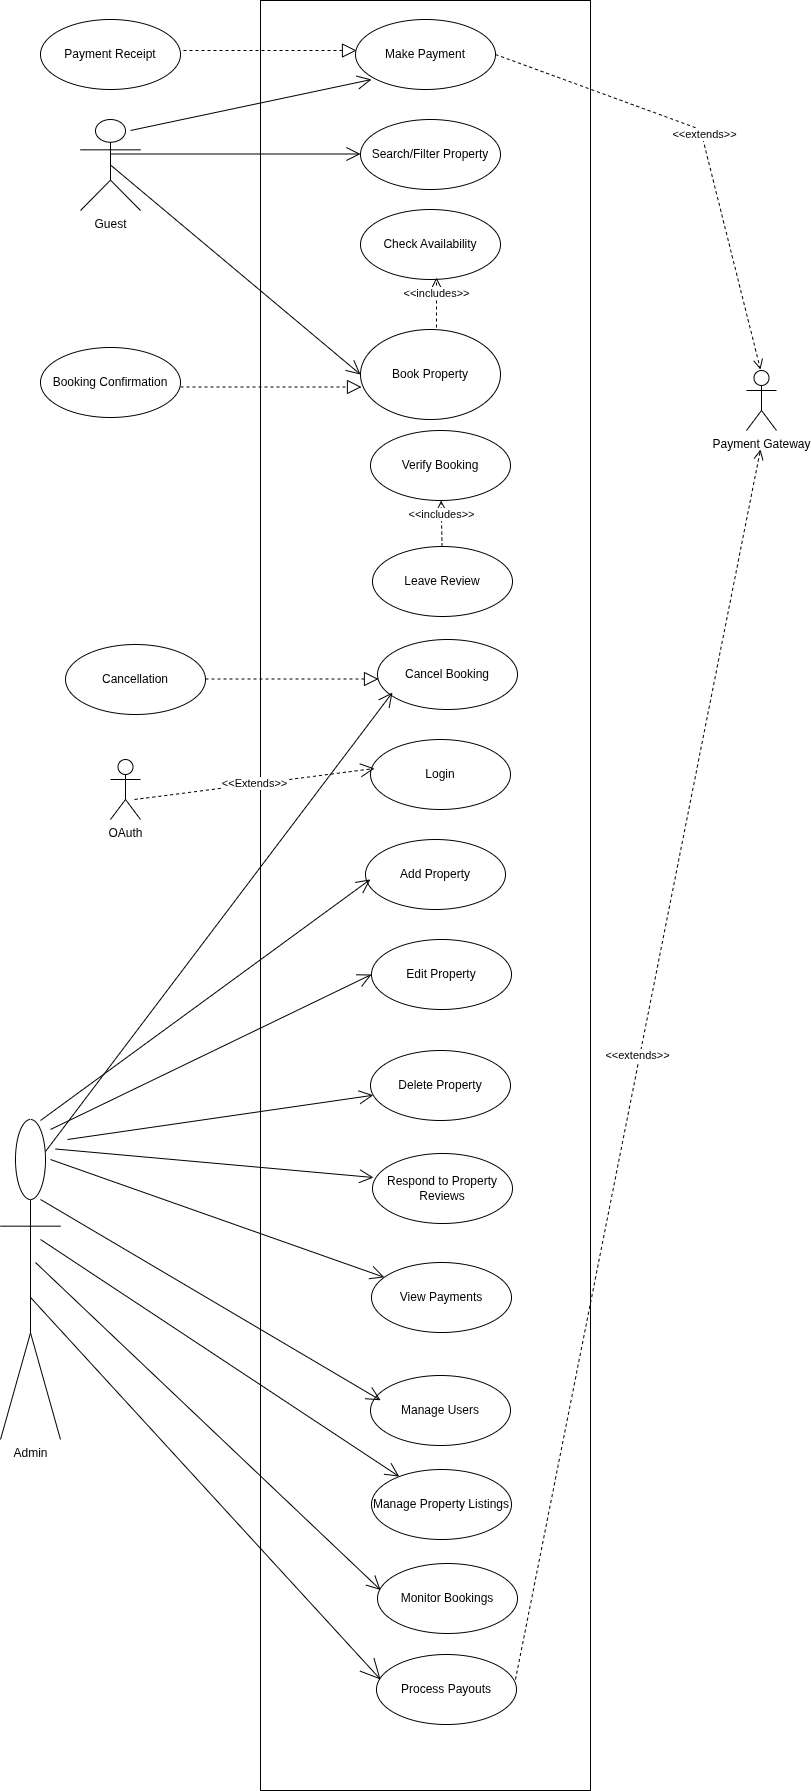 Payment Receipt
Make Payment
<<extends>>
Search/Filter Property
Guest
Check Availability
<<includes>>
Book Property
Booking Confirmation
Payment Gateway
Verify Booking
<<includes>>
Leave Review
Cancellation
Cancel Booking
Login
<<Extends>>
OAuth
Add Property
Edit Property
<<extends>>
Delete Property
Respond to Property
Reviews
View Payments
Manage Users
Admin
Manage Property Listings
Monitor Bookings
Process Payouts